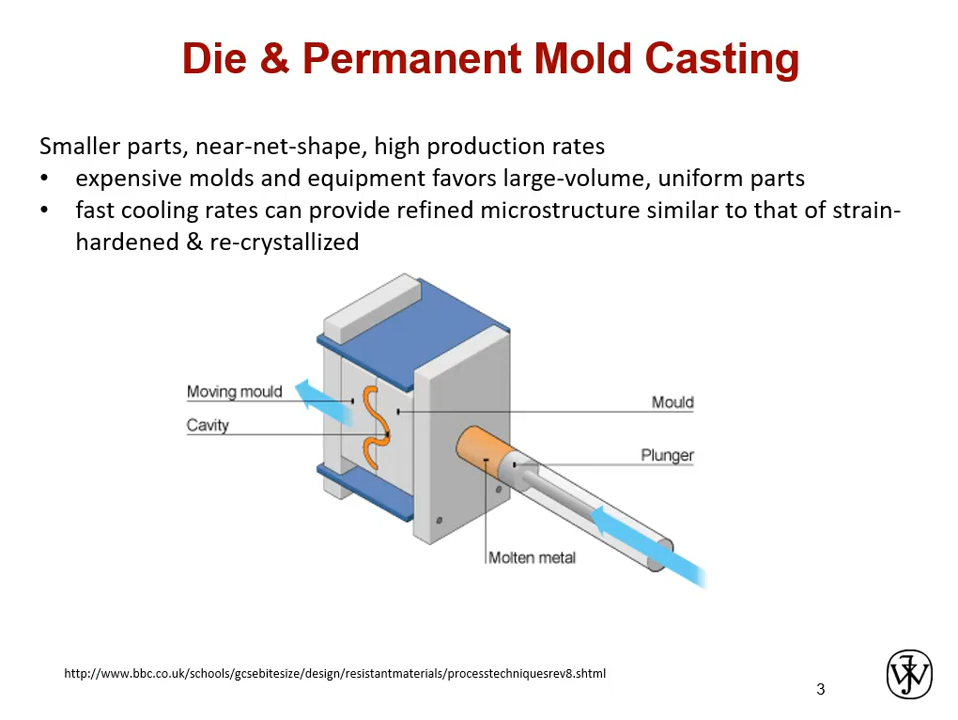 Die & Permanent Mold Casting
Smaller parts, near-net-shape, high production rates
• expensive molds and equipment favors large-volume, uniform parts
• fast cooling rates can provide refined microstructure similar to that of strain-
hardened & re-crystallized
Moving mould
Mould
Cavity
Plunger
Molten metal
http://www.bbc.co.uk/schools/gcsebitesize/design/resistantmaterials/processtechniquesrev8.shtml
3